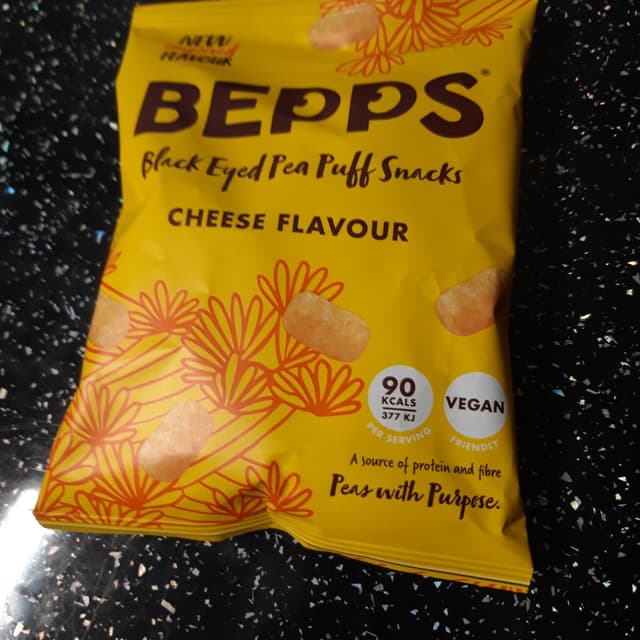 NEW
IMPROVED
FLAVOUR
BEPPS®
Black Eyed Pea Puff Snacks
CHEESE FLAVOUR
90
KCALS
377 KJ
PER SERVING
VEGAN
FRIENDLY
A source of protein and fibre
Peas with Purpose.